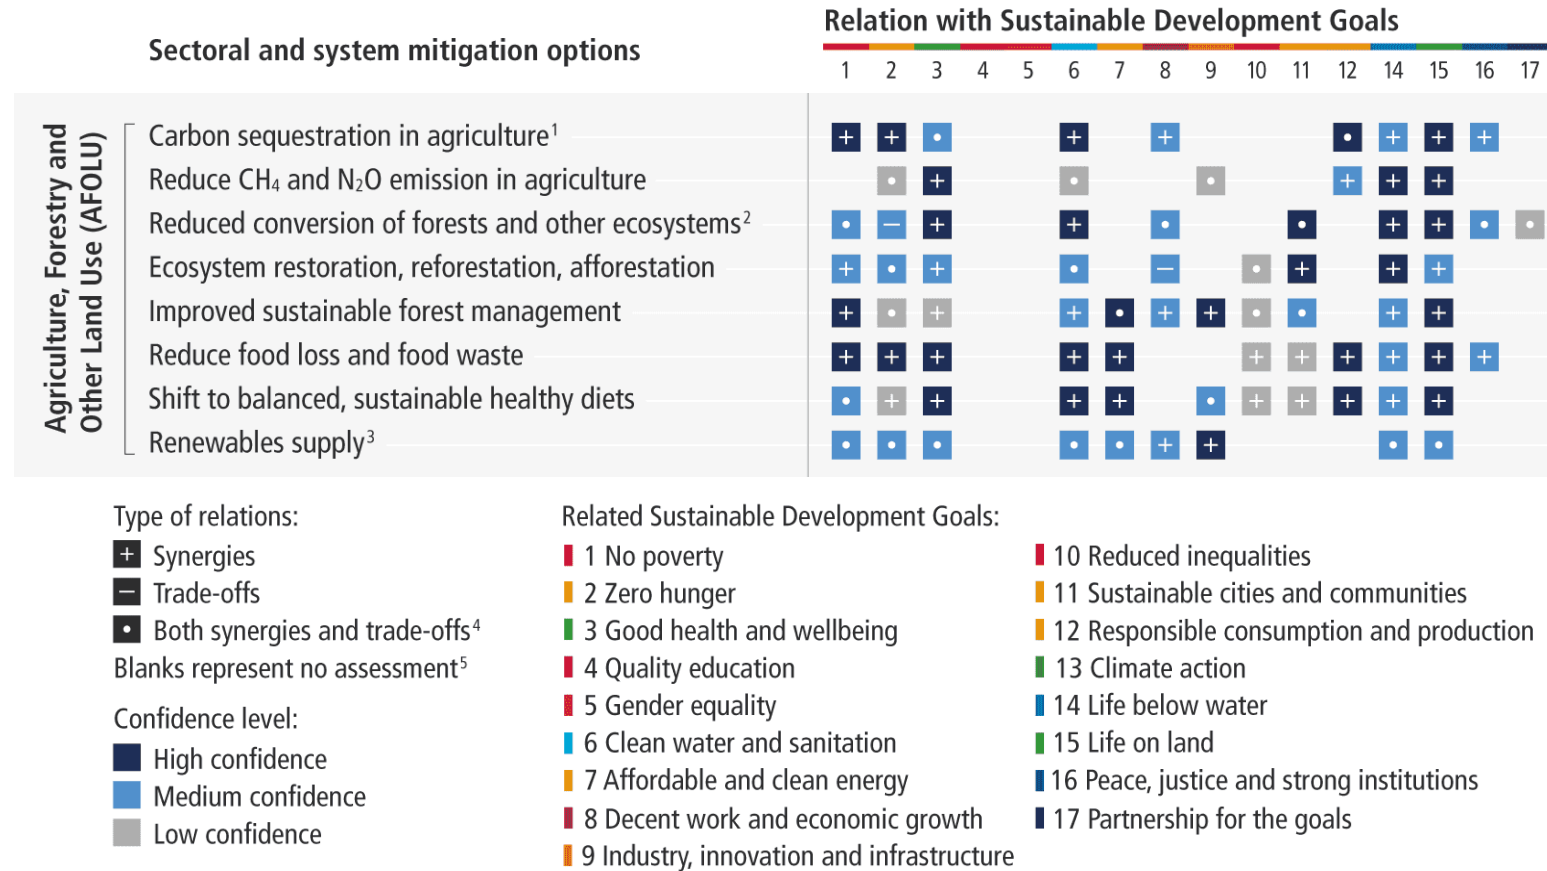 Relation with Sustainable Development Goals
Sectoral and system mitigation options
1 2 3 4 5 6 7 8 9 10 11 12 14 15 16 17
Agriculture, Forestry and
Other Land Use (AFOLU)
Carbon sequestration in agriculture¹
Reduce CH₄ and N₂O emission in agriculture
Reduced conversion of forests and other ecosystems²
Ecosystem restoration, reforestation, afforestation
Improved sustainable forest management
Reduce food loss and food waste
Shift to balanced, sustainable healthy diets
Renewables supply³
Type of relations:
+ Synergies
− Trade-offs
• Both synergies and trade-offs⁴
Blanks represent no assessment⁵
Confidence level:
High confidence
Medium confidence
Low confidence
Related Sustainable Development Goals:
1 No poverty
2 Zero hunger
3 Good health and wellbeing
4 Quality education
5 Gender equality
6 Clean water and sanitation
7 Affordable and clean energy
8 Decent work and economic growth
9 Industry, innovation and infrastructure
10 Reduced inequalities
11 Sustainable cities and communities
12 Responsible consumption and production
13 Climate action
14 Life below water
15 Life on land
16 Peace, justice and strong institutions
17 Partnership for the goals